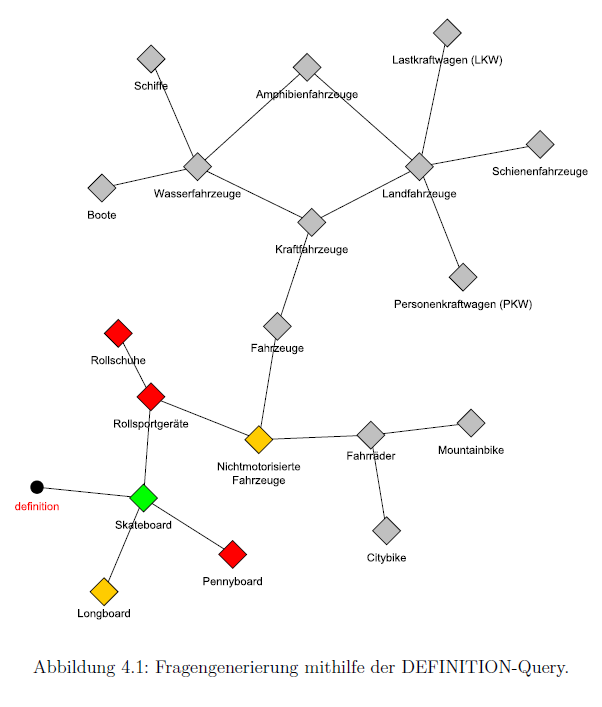 Lastkraftwagen (LKW)
Schiffe
Amphibienfahrzeuge
Schienenfahrzeuge
Wasserfahrzeuge
Landfahrzeuge
Boote
Kraftfahrzeuge
Personenkraftwagen (PKW)
Fahrzeuge
Rollschuhe
Rollsportgeräte
Mountainbike
Fahrräder
Nichtmotorisierte
Fahrzeuge
definition
Skateboard
Citybike
Pennyboard
Longboard
Abbildung 4.1: Fragengenerierung mithilfe der DEFINITION-Query.